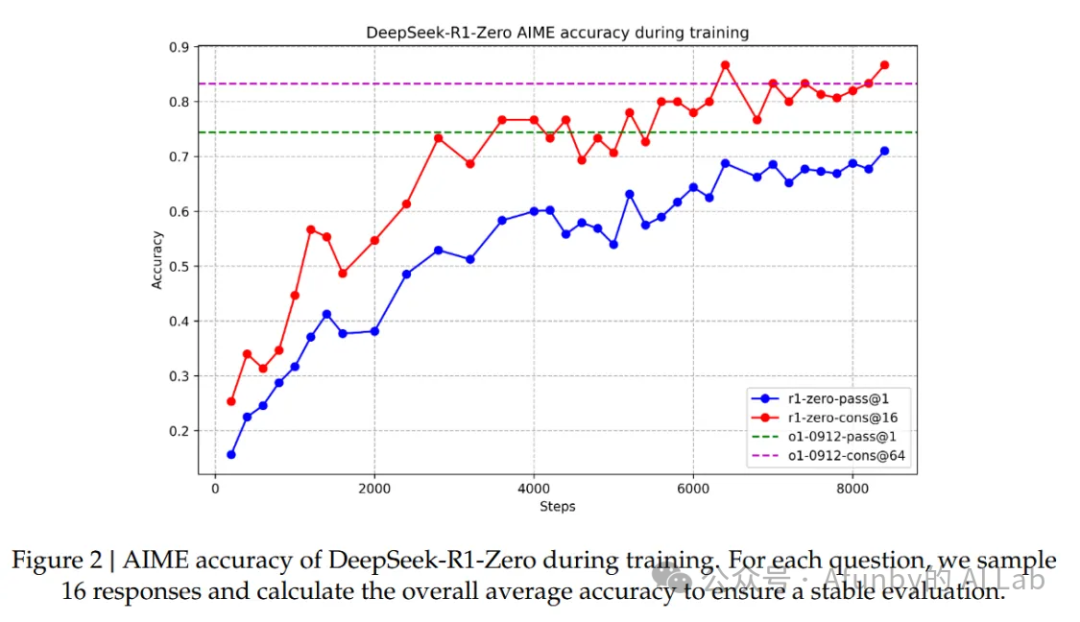 DeepSeek-R1-Zero AIME accuracy during training
0.9
0.8
0.7
0.6
0.5
0.4
0.3
0.2
Accuracy
0
2000
4000
6000
8000
Steps
r1-zero-pass@1
r1-zero-cons@16
o1-0912-pass@1
o1-0912-cons@64
Figure 2 | AIME accuracy of DeepSeek-R1-Zero during training. For each question, we sample
16 responses and calculate the overall average accuracy to ensure a stable evaluation.
公众号 · Afunby的 AI Lab